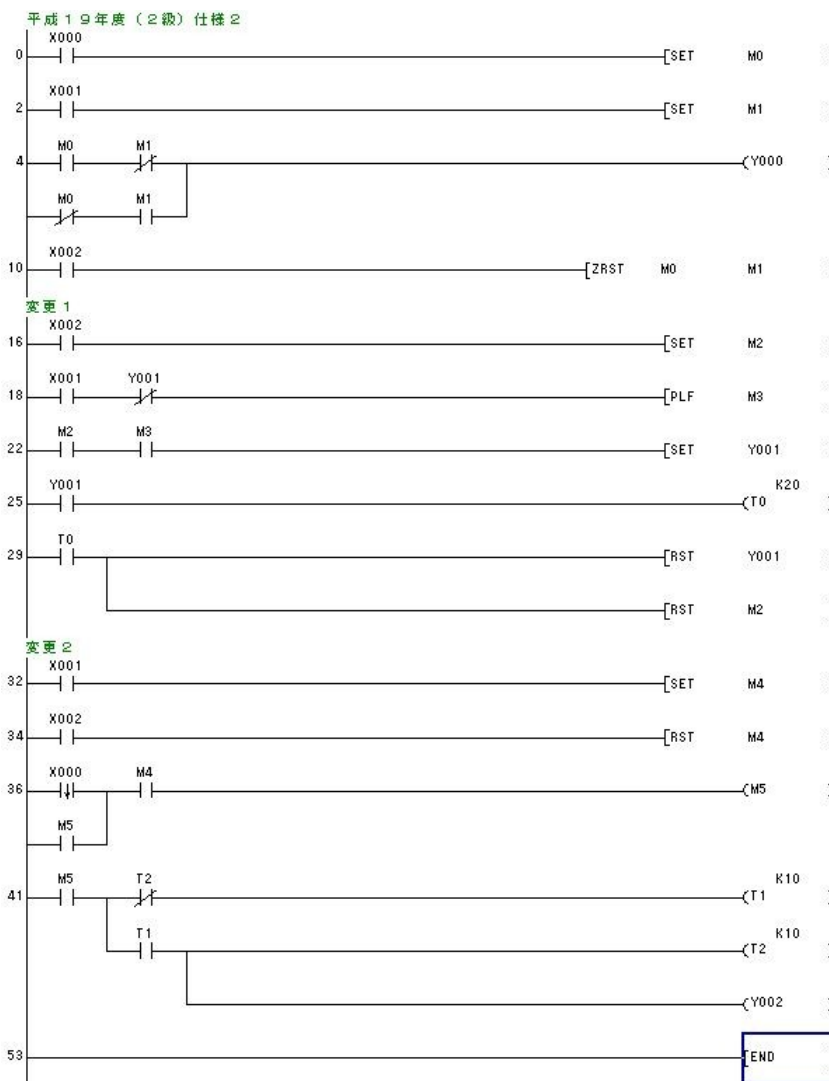 平成１９年度（２級）仕様２
X000
0 [SET M0
X001
2 [SET M1
M0 M1
4 (Y000
M0 M1
X002
10 [ZRST M0 M1
変更１
X002
16 [SET M2
X001 Y001
18 [PLF M3
M2 M3
22 [SET Y001
Y001 K20
25 (T0
T0
29 [RST Y001
[RST M2
変更２
X001
32 [SET M4
X002
34 [RST M4
X000 M4
36 (M5
M5
M5 T2 K10
41 (T1
T1 K10
(T2
(Y002
53 [END